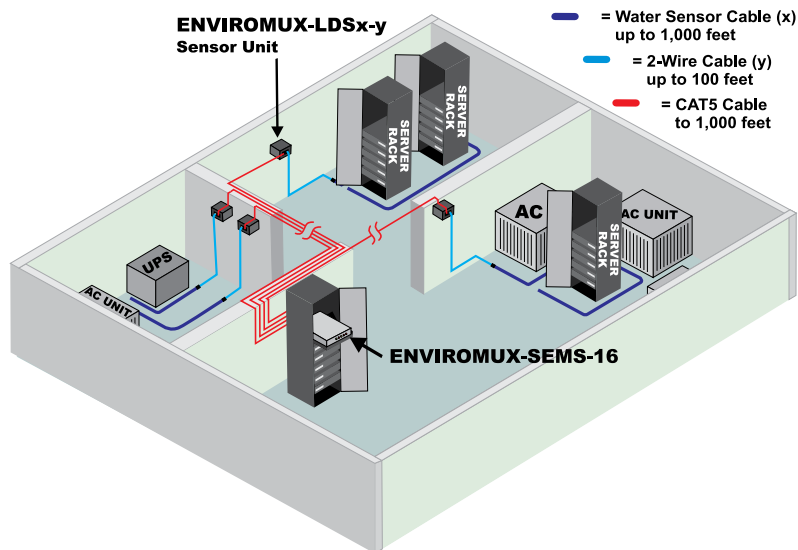 ENVIROMUX-LDSx-y
Sensor Unit
= Water Sensor Cable (x)
up to 1,000 feet
= 2-Wire Cable (y)
up to 100 feet
= CAT5 Cable
to 1,000 feet
SERVER
RACK
SERVER
RACK
AC
AC UNIT
SERVER
RACK
UPS
AC UNIT
ENVIROMUX-SEMS-16